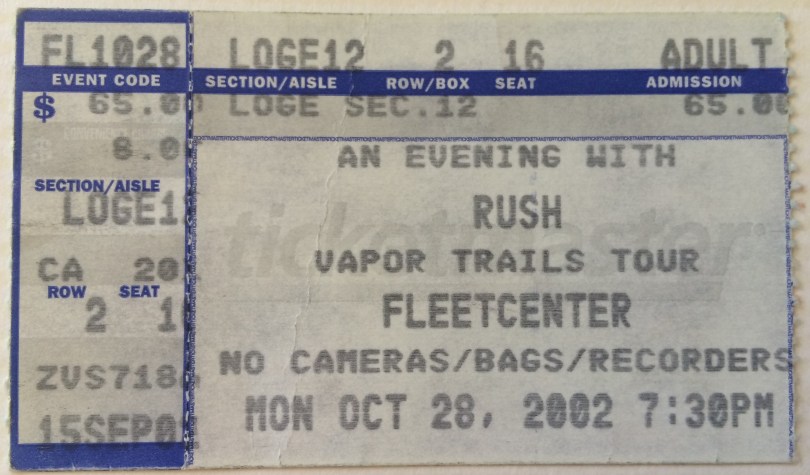 FL1028 LOGE12 2 16 ADULT
EVENT CODE SECTION/AISLE ROW/BOX SEAT ADMISSION
$ 65.00 LOGE SEC.12 65.00
$ 8.0
AN EVENING WITH
SECTION/AISLE
LOGE1
RUSH
ticketmaster
VAPOR TRAILS TOUR
CA 20
ROW SEAT
2 1
FLEETCENTER
NO CAMERAS/BAGS/RECORDERS
ZVS718
MON OCT 28, 2002 7:30PM
15SEP0